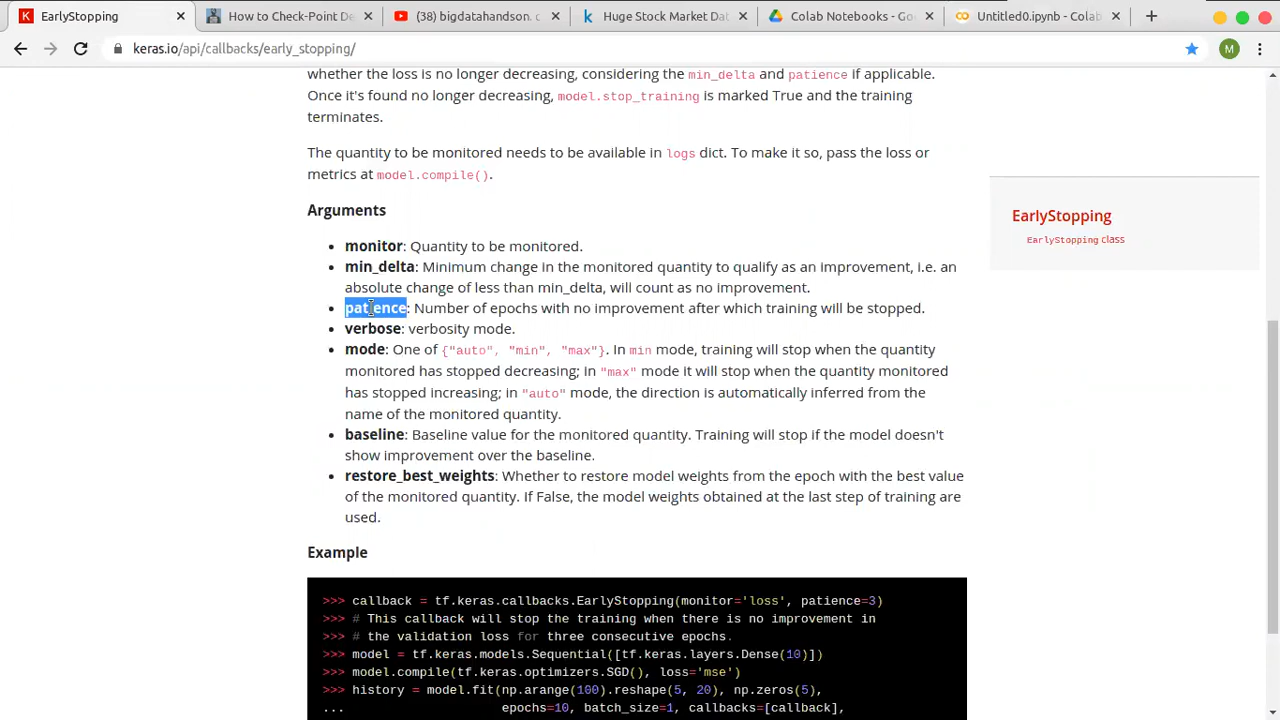 EarlyStopping
How to Check-Point De
(38) bigdatahandson.
Huge Stock Market Dat
Colab Notebooks - Goo
Untitled0.ipynb - Colab
keras.io/api/callbacks/early_stopping/
M
whether the loss is no longer decreasing, considering the min_delta and patience if applicable.
Once it's found no longer decreasing, model.stop_training is marked True and the training
terminates.
The quantity to be monitored needs to be available in logs dict. To make it so, pass the loss or
metrics at model.compile().
Arguments
• monitor: Quantity to be monitored.
• min_delta: Minimum change in the monitored quantity to qualify as an improvement, i.e. an
absolute change of less than min_delta, will count as no improvement.
• patience: Number of epochs with no improvement after which training will be stopped.
• verbose: verbosity mode.
• mode: One of {"auto", "min", "max"}. In min mode, training will stop when the quantity
monitored has stopped decreasing; in "max" mode it will stop when the quantity monitored
has stopped increasing; in "auto" mode, the direction is automatically inferred from the
name of the monitored quantity.
• baseline: Baseline value for the monitored quantity. Training will stop if the model doesn't
show improvement over the baseline.
• restore_best_weights: Whether to restore model weights from the epoch with the best value
of the monitored quantity. If False, the model weights obtained at the last step of training are
used.
Example
>>> callback = tf.keras.callbacks.EarlyStopping(monitor='loss', patience=3)
>>> # This callback will stop the training when there is no improvement in
>>> # the validation loss for three consecutive epochs.
>>> model = tf.keras.models.Sequential([tf.keras.layers.Dense(10)])
>>> model.compile(tf.keras.optimizers.SGD(), loss='mse')
>>> history = model.fit(np.arange(100).reshape(5, 20), np.zeros(5),
... epochs=10, batch_size=1, callbacks=[callback],
EarlyStopping
EarlyStopping class